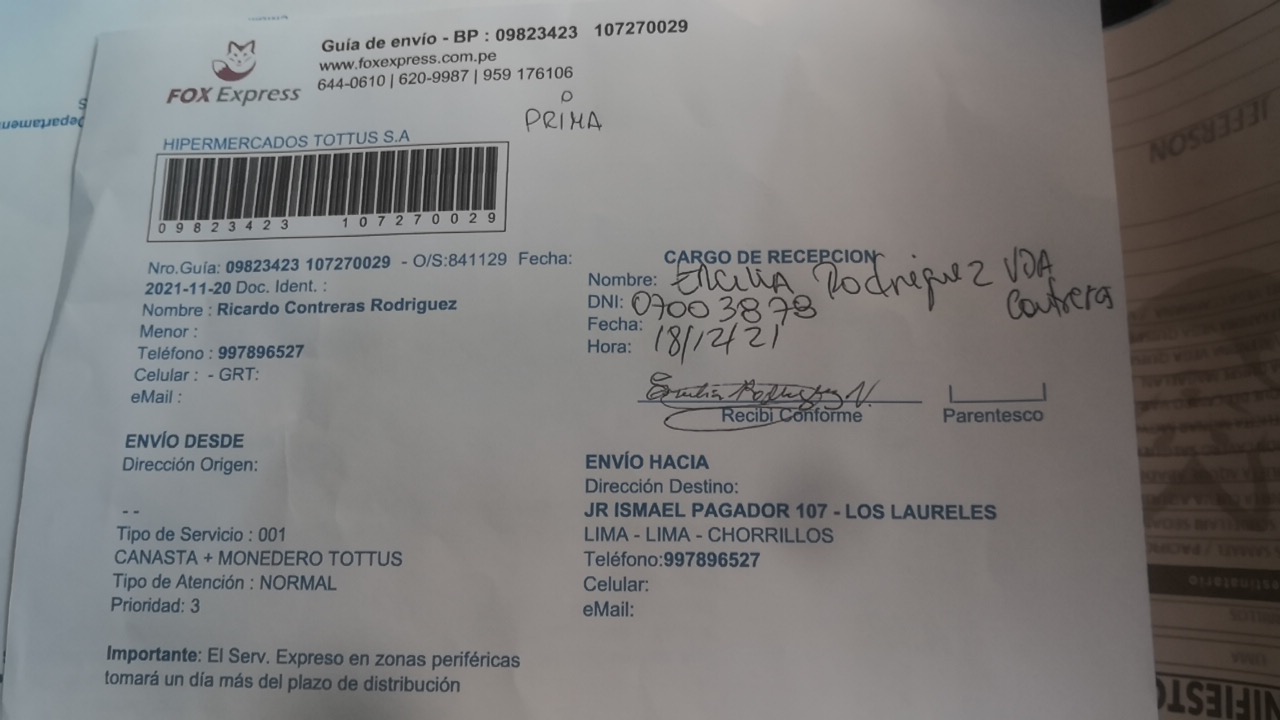 FOX Express
Guía de envío - BP : 09823423 107270029
www.foxexpress.com.pe
644-0610 | 620-9987 | 959 176106
O
PRIMA
HIPERMERCADOS TOTTUS S.A
09823423 107270029
Nro.Guía: 09823423 107270029 - O/S:841129 Fecha:
2021-11-20 Doc. Ident. :
Nombre : Ricardo Contreras Rodriguez
Menor :
Teléfono : 997896527
Celular : - GRT:
eMail :
CARGO DE RECEPCION
Nombre: Ercilia Rodriguez VDA
Contreras
DNI: 07003878
Fecha: 18/12/21
Hora:
Recibi Conforme
Parentesco
ENVÍO DESDE
Dirección Origen:
- -
Tipo de Servicio : 001
CANASTA + MONEDERO TOTTUS
Tipo de Atención : NORMAL
Prioridad: 3
ENVÍO HACIA
Dirección Destino:
JR ISMAEL PAGADOR 107 - LOS LAURELES
LIMA - LIMA - CHORRILLOS
Teléfono:997896527
Celular:
eMail:
Importante: El Serv. Expreso en zonas periféricas
tomará un día más del plazo de distribución
JEFFERSON